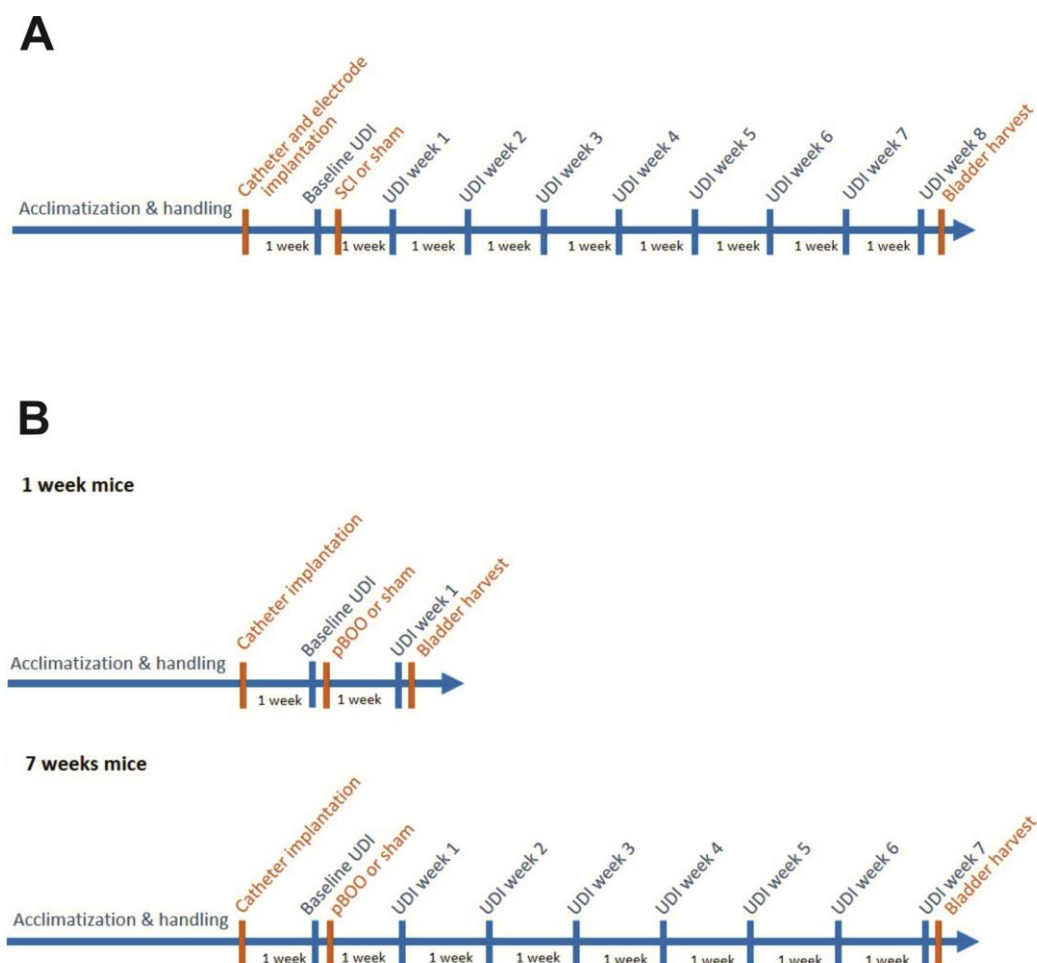 A
Catheter and electrode
implantation
Baseline UDI
SCI or sham
UDI week 1
UDI week 2
UDI week 3
UDI week 4
UDI week 5
UDI week 6
UDI week 7
UDI week 8
Bladder harvest
Acclimatization & handling
1 week
1 week
1 week
1 week
1 week
1 week
1 week
1 week
1 week
B
1 week mice
Catheter implantation
Baseline UDI
pBOO or sham
UDI week 1
Bladder harvest
Acclimatization & handling
1 week
1 week
7 weeks mice
Catheter implantation
Baseline UDI
pBOO or sham
UDI week 1
UDI week 2
UDI week 3
UDI week 4
UDI week 5
UDI week 6
UDI week 7
Bladder harvest
Acclimatization & handling
1 week
1 week
1 week
1 week
1 week
1 week
1 week
1 week